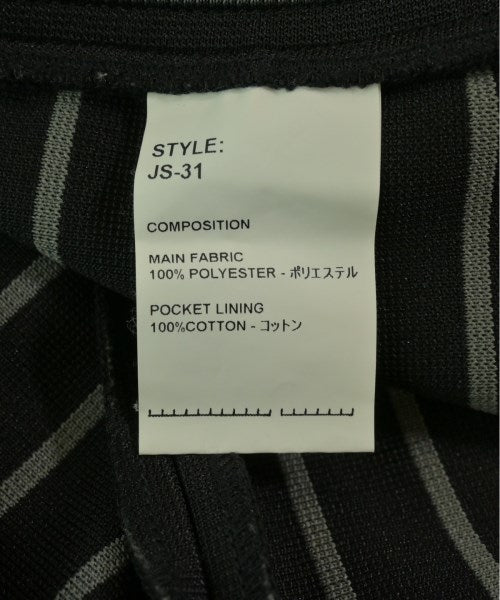 STYLE:
JS-31
COMPOSITION
MAIN FABRIC
100% POLYESTER - ポリエステル
POCKET LINING
100%COTTON - コットン